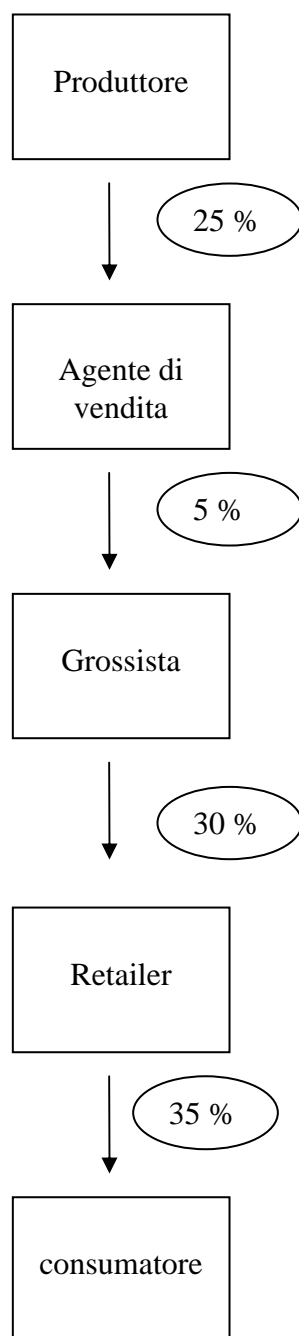 Produttore
25 %
Agente di
vendita
5 %
Grossista
30 %
Retailer
35 %
consumatore